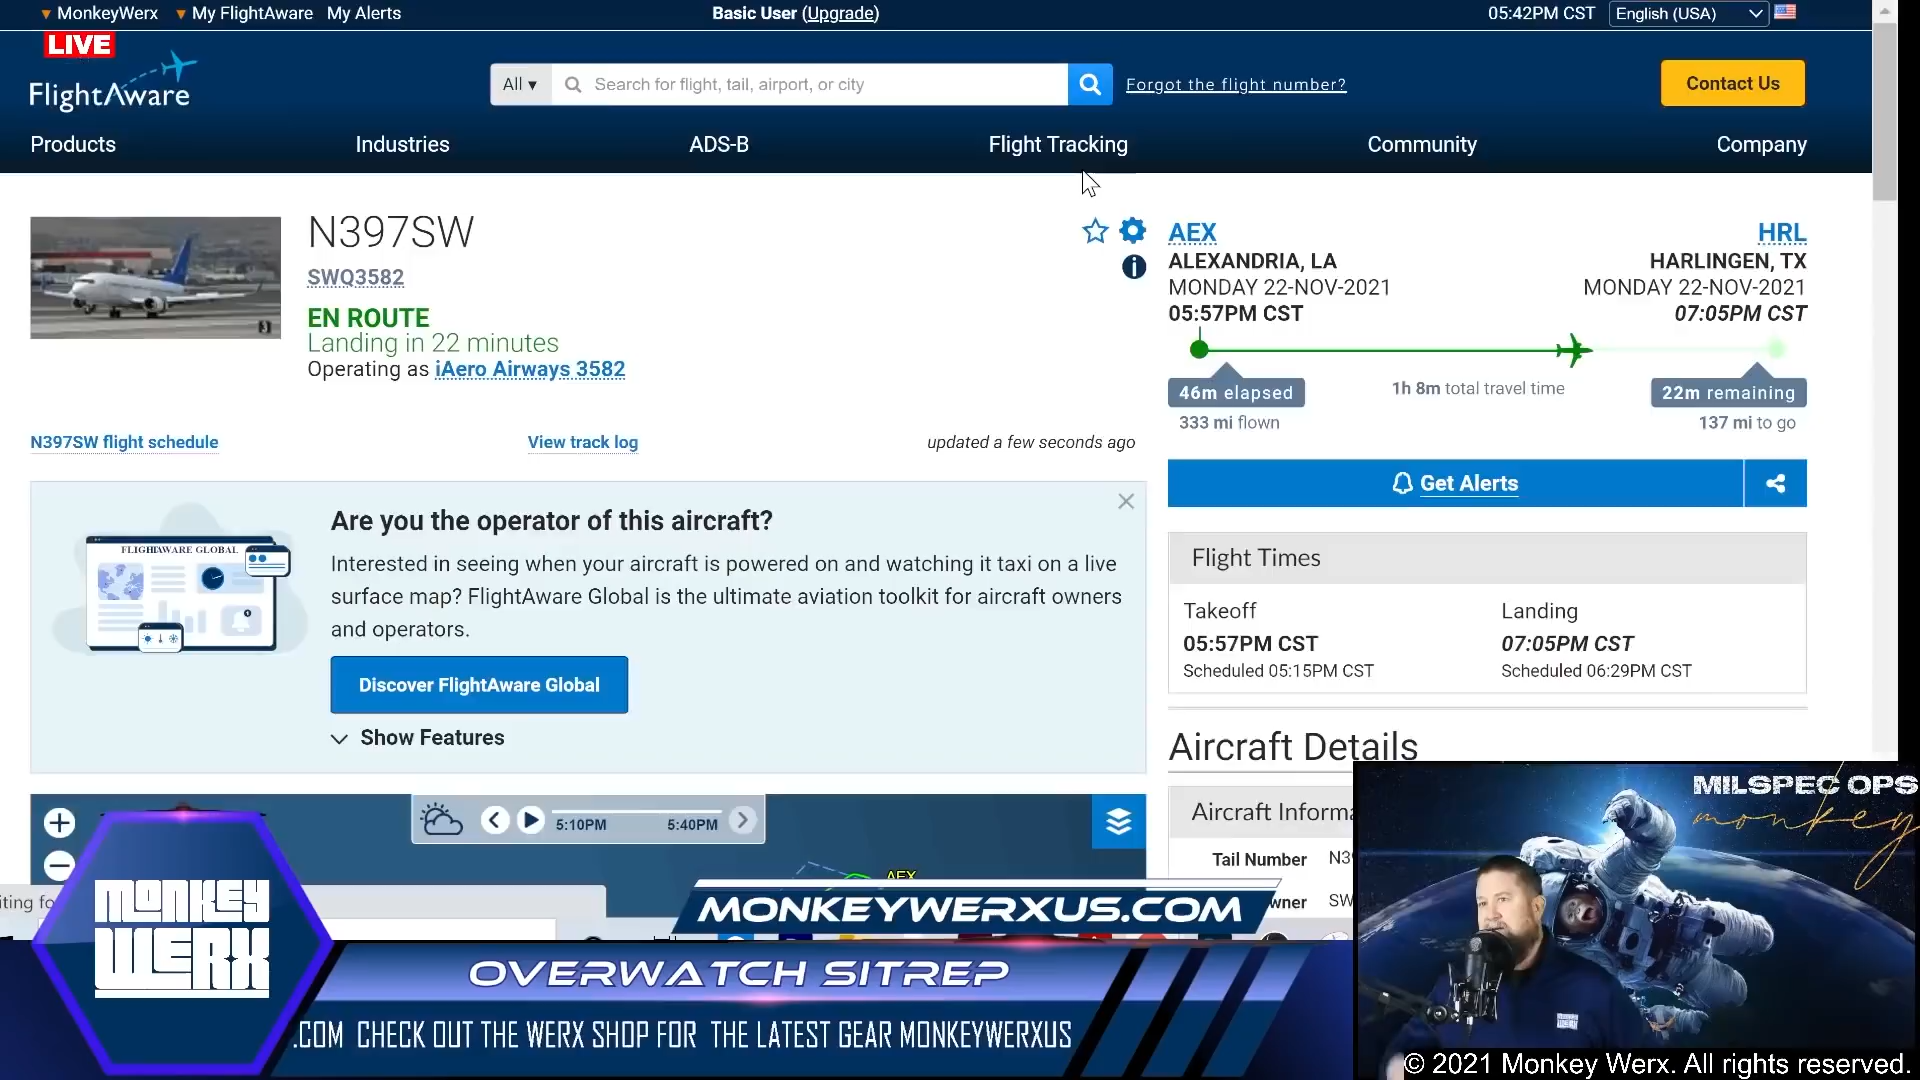 ▾ MonkeyWerx ▾ My FlightAware My Alerts
Basic User (Upgrade)
05:42PM CST English (USA)
LIVE
FlightAware
All ▾ Search for flight, tail, airport, or city
Forgot the flight number?
Contact Us
Products Industries ADS-B Flight Tracking Community Company
N397SW
SWQ3582
EN ROUTE
Landing in 22 minutes
Operating as iAero Airways 3582
N397SW flight schedule
View track log
updated a few seconds ago
AEX HRL
ALEXANDRIA, LA HARLINGEN, TX
MONDAY 22-NOV-2021 MONDAY 22-NOV-2021
05:57PM CST 07:05PM CST
46m elapsed 1h 8m total travel time 22m remaining
333 mi flown 137 mi to go
Get Alerts
FLIGHTAWARE GLOBAL
Are you the operator of this aircraft?
Interested in seeing when your aircraft is powered on and watching it taxi on a live
surface map? FlightAware Global is the ultimate aviation toolkit for aircraft owners
and operators.
Discover FlightAware Global
Show Features
Flight Times
Takeoff Landing
05:57PM CST 07:05PM CST
Scheduled 05:15PM CST Scheduled 06:29PM CST
Aircraft Details
Aircraft Informa
Tail Number N39
wner SW
5:10PM 5:40PM
AEX
iting fo
MONKEY
WERX
MONKEYWERXUS.COM
OVERWATCH SITREP
.COM CHECK OUT THE WERX SHOP FOR THE LATEST GEAR MONKEYWERXUS
MILSPEC OPS
monkey
© 2021 Monkey Werx. All rights reserved.